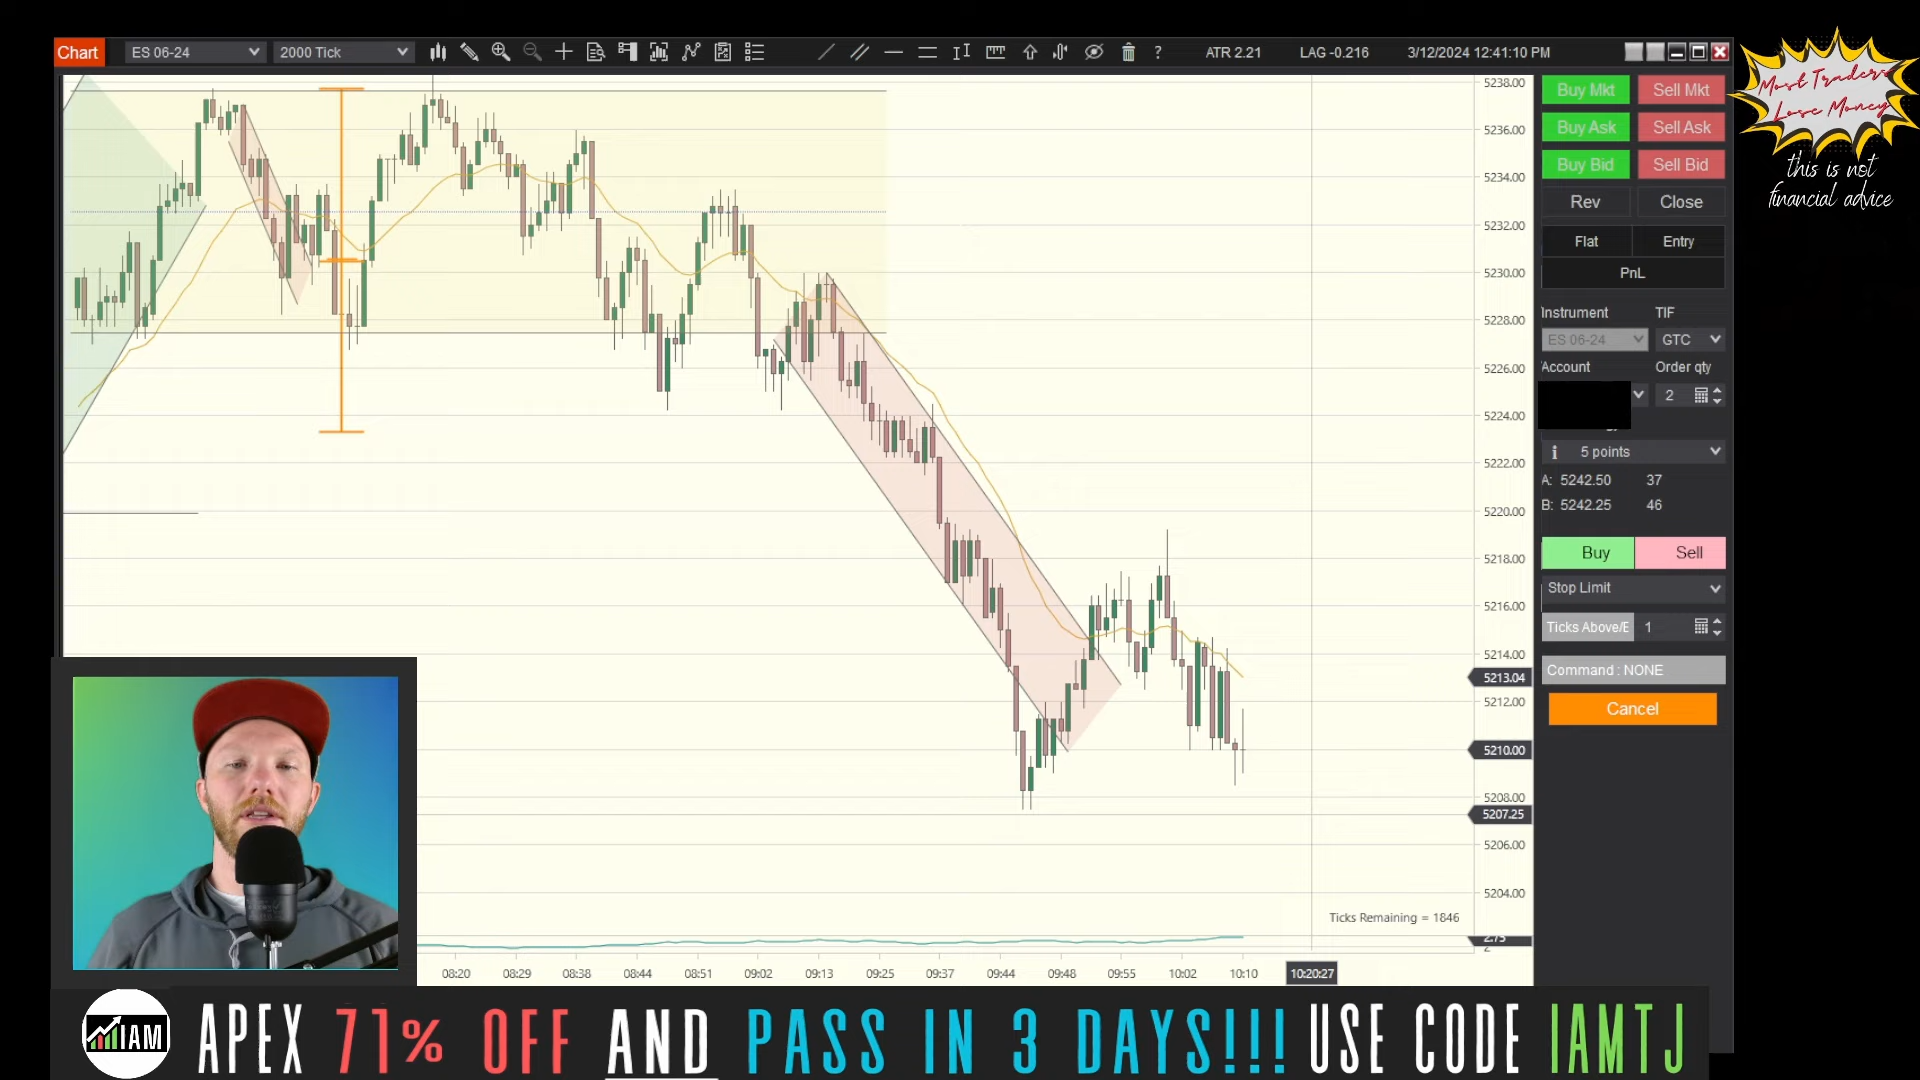 Chart
ES 06-24
2000 Tick
?
ATR 2.21
LAG -0.216
3/12/2024 12:41:10 PM
Most Traders
Lose Money
this is not
financial advice
5238.00
5236.00
5234.00
5232.00
5230.00
5228.00
5226.00
5224.00
5222.00
5220.00
5218.00
5216.00
5214.00
5213.04
5212.00
5210.00
5208.00
5207.25
5206.00
5204.00
Ticks Remaining = 1846
2.75
08:20
08:29
08:38
08:44
08:51
09:02
09:13
09:25
09:37
09:44
09:48
09:55
10:02
10:10
10:20:27
Buy Mkt
Sell Mkt
Buy Ask
Sell Ask
Buy Bid
Sell Bid
Rev
Close
Flat
Entry
PnL
Instrument
TIF
ES 06-24
GTC
Account
Order qty
2
5 points
A: 5242.50 37
B: 5242.25 46
Buy
Sell
Stop Limit
Ticks Above/E
1
Command : NONE
Cancel
IAM
APEX 71% OFF AND PASS IN 3 DAYS!!! USE CODE IAMTJ